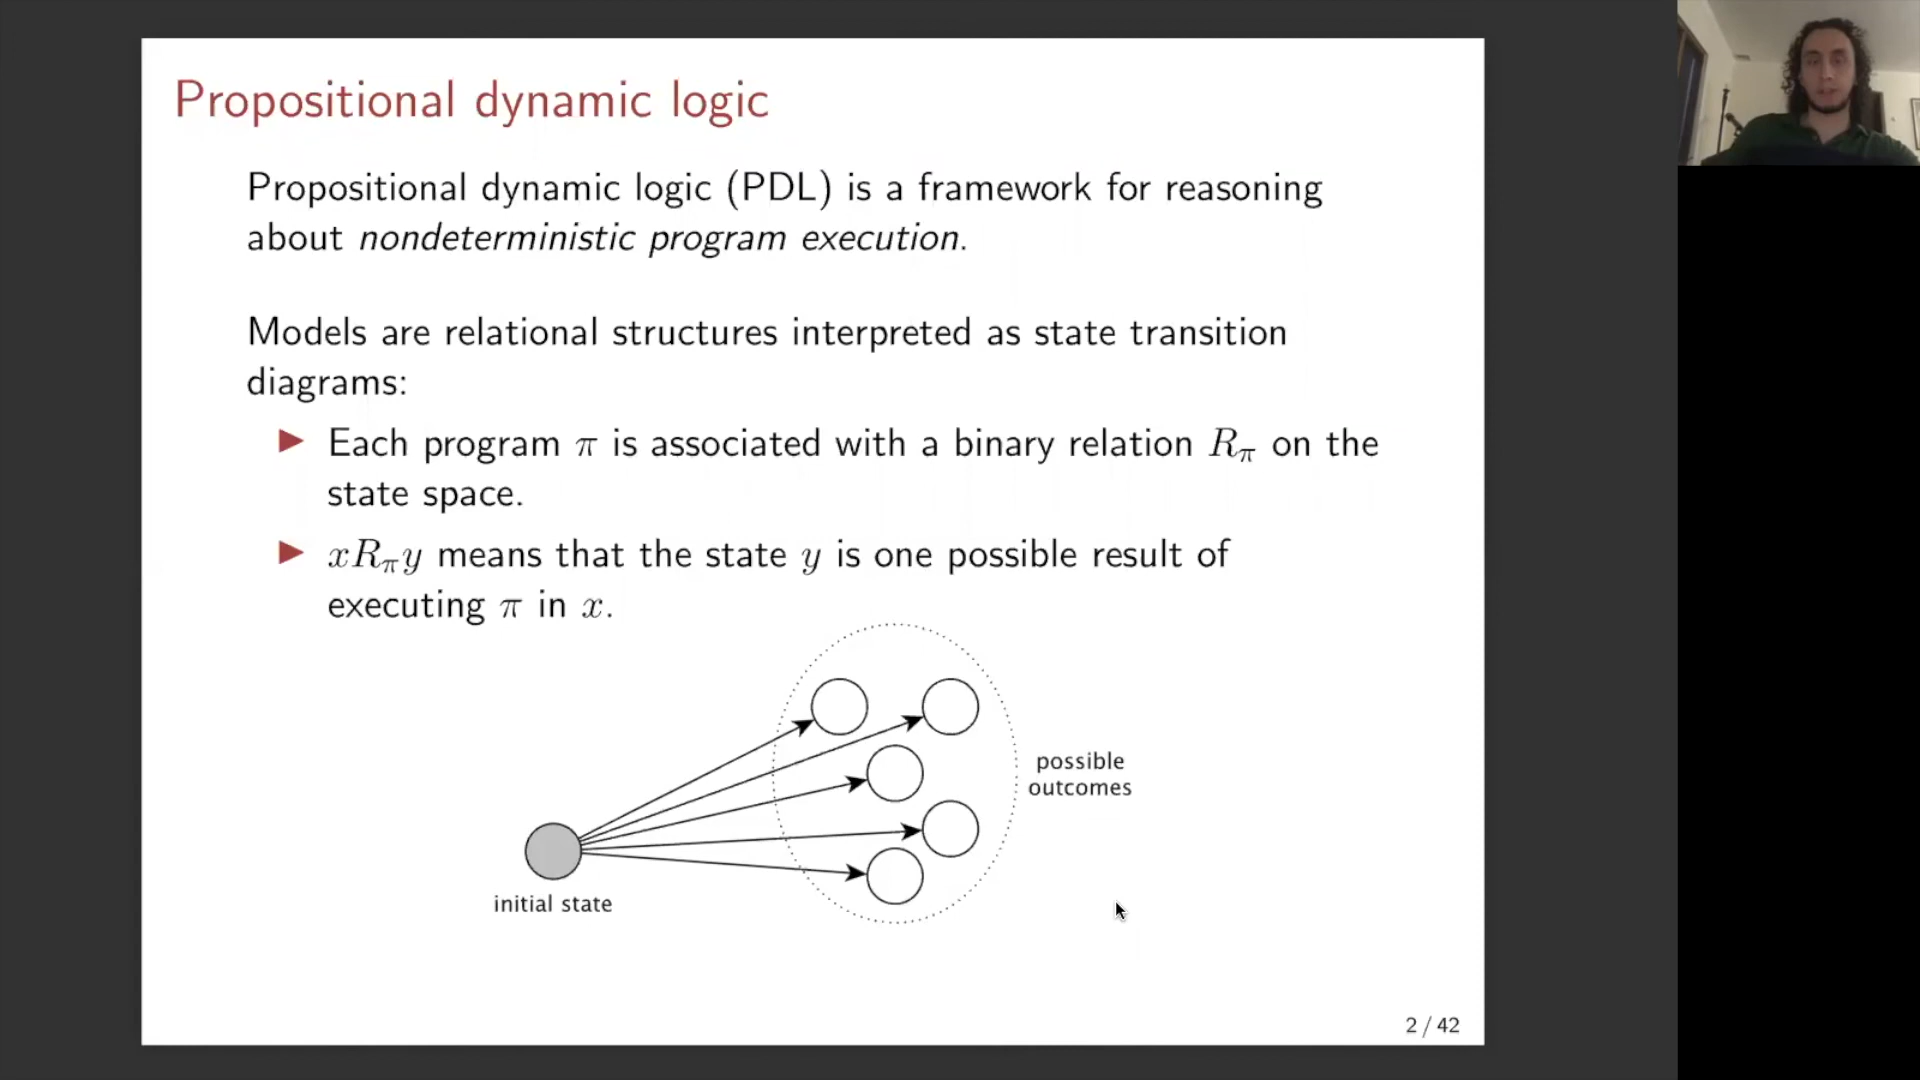 Propositional dynamic logic
Propositional dynamic logic (PDL) is a framework for reasoning
about nondeterministic program execution.
Models are relational structures interpreted as state transition
diagrams:
▶ Each program π is associated with a binary relation Rπ on the
state space.
▶ xRπy means that the state y is one possible result of
executing π in x.
possible
outcomes
initial state
2 / 42